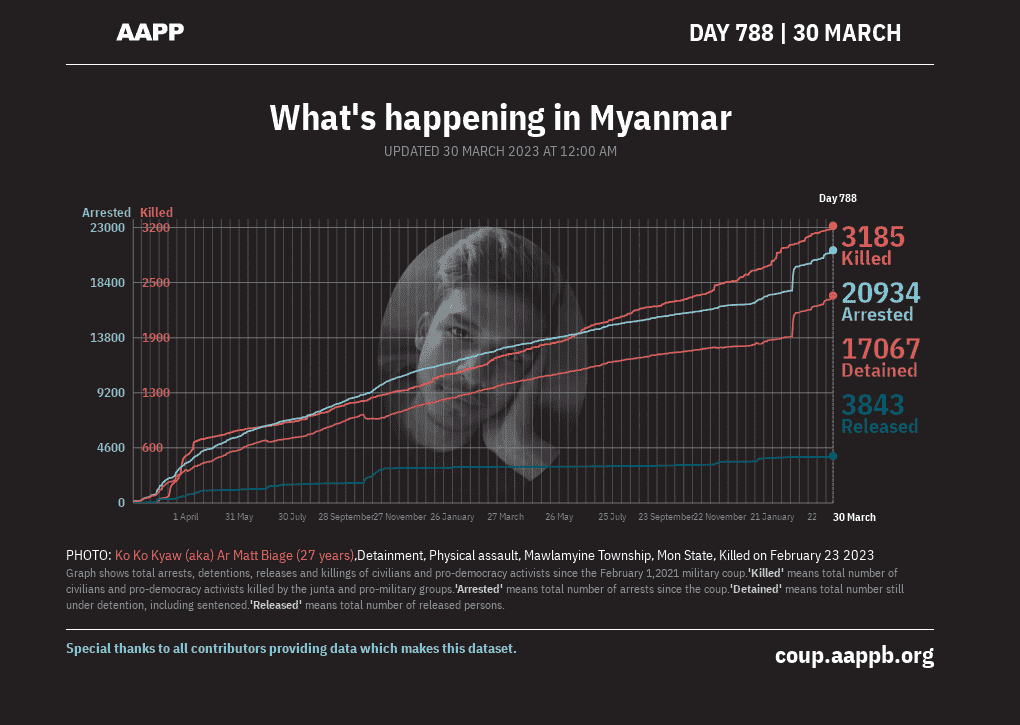 AAPP
DAY 788 | 30 MARCH
What's happening in Myanmar
UPDATED 30 MARCH 2023 AT 12:00 AM
Day 788
Arrested Killed
23000 3200
18400 2500
13800 1900
9200 1300
4600 600
0
3185
Killed
20934
Arrested
17067
Detained
3843
Released
1 April 31 May 30 July 28 September 27 November 26 January 27 March 26 May 25 July 23 September 22 November 21 January 22 30 March
PHOTO: Ko Ko Kyaw (aka) Ar Matt Biage (27 years),Detainment, Physical assault, Mawlamyine Township, Mon State, Killed on February 23 2023
Graph shows total arrests, detentions, releases and killings of civilians and pro-democracy activists since the February 1,2021 military coup.'Killed' means total number of
civilians and pro-democracy activists killed by the junta and pro-military groups.'Arrested' means total number of arrests since the coup.'Detained' means total number still
under detention, including sentenced.'Released' means total number of released persons.
Special thanks to all contributors providing data which makes this dataset.
coup.aappb.org